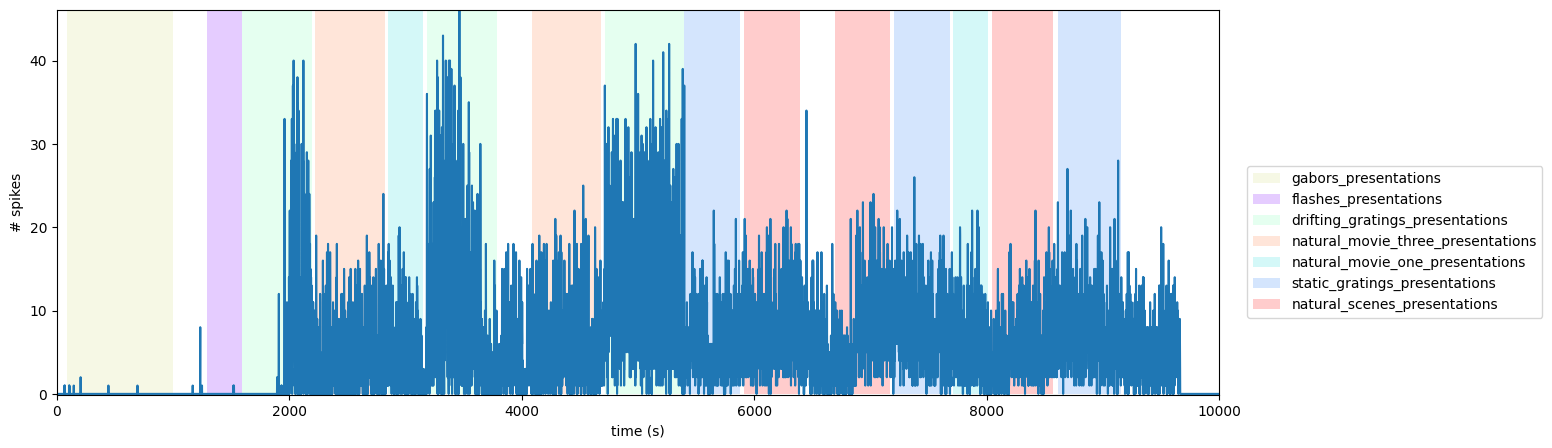 40
30
20
10
0
# spikes
0
2000
4000
6000
8000
10000
time (s)
gabors_presentations
flashes_presentations
drifting_gratings_presentations
natural_movie_three_presentations
natural_movie_one_presentations
static_gratings_presentations
natural_scenes_presentations